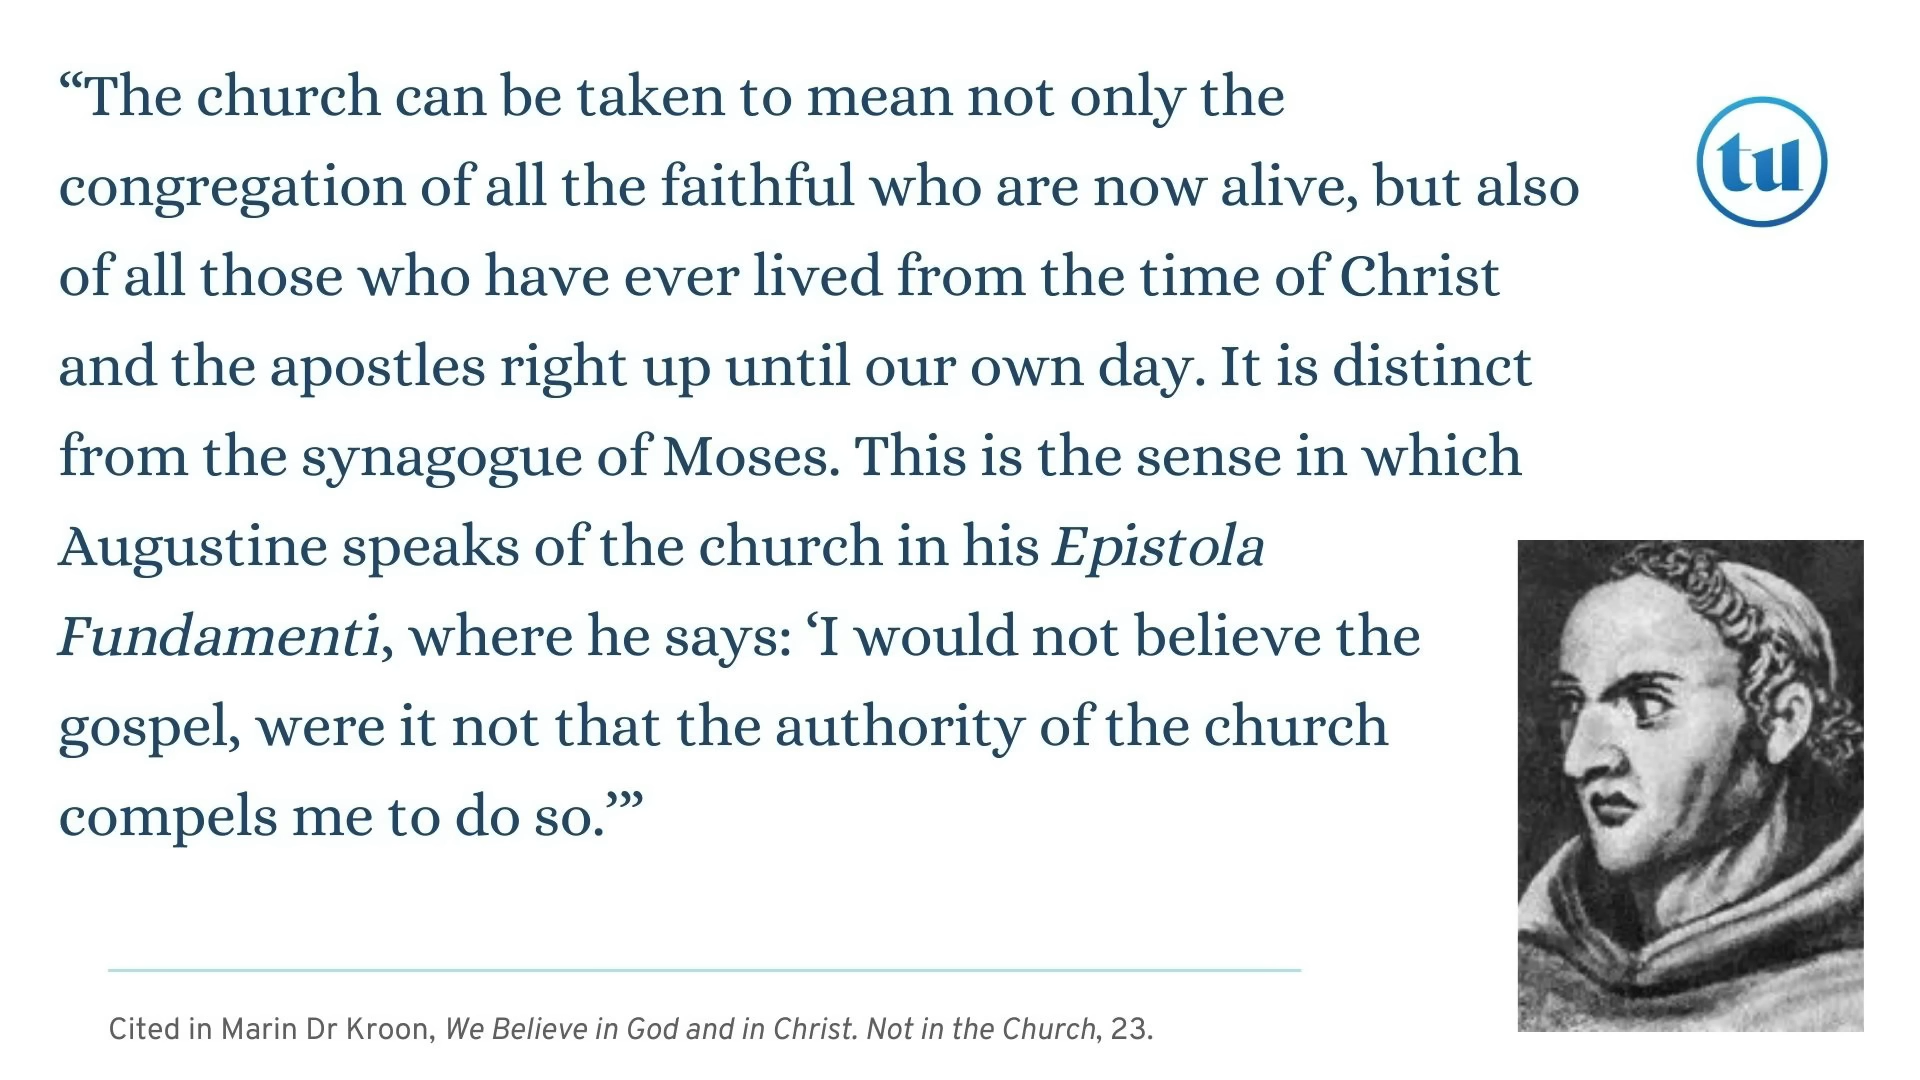 “The church can be taken to mean not only the
congregation of all the faithful who are now alive, but also
of all those who have ever lived from the time of Christ
and the apostles right up until our own day. It is distinct
from the synagogue of Moses. This is the sense in which
Augustine speaks of the church in his Epistola
Fundamenti, where he says: ‘I would not believe the
gospel, were it not that the authority of the church
compels me to do so.’”
tu
Cited in Marin Dr Kroon, We Believe in God and in Christ. Not in the Church, 23.